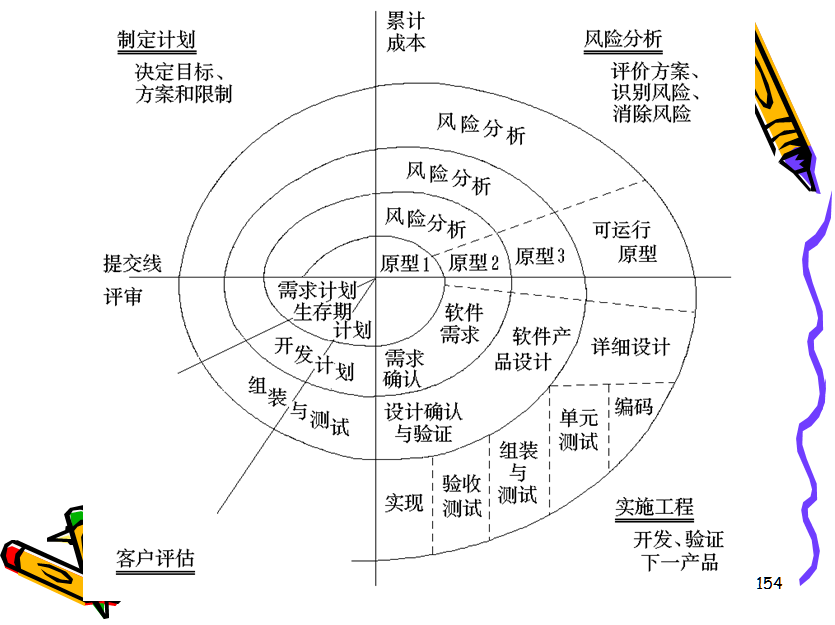 累计
成本
制定计划
决定目标、
方案和限制
风险分析
评价方案、
识别风险、
消除风险
风险分析
风险分析
风险分析
可运行
原型
原型3
原型2
原型1
提交线
评审
需求计划
生存期
计划
开发计划
组装与测试
软件
需求
需求
确认
软件产
品设计
详细设计
设计确认
与验证
编码
单元
测试
组装
与
测试
验收
测试
实现
实施工程
开发、验证
下一产品
客户评估
154